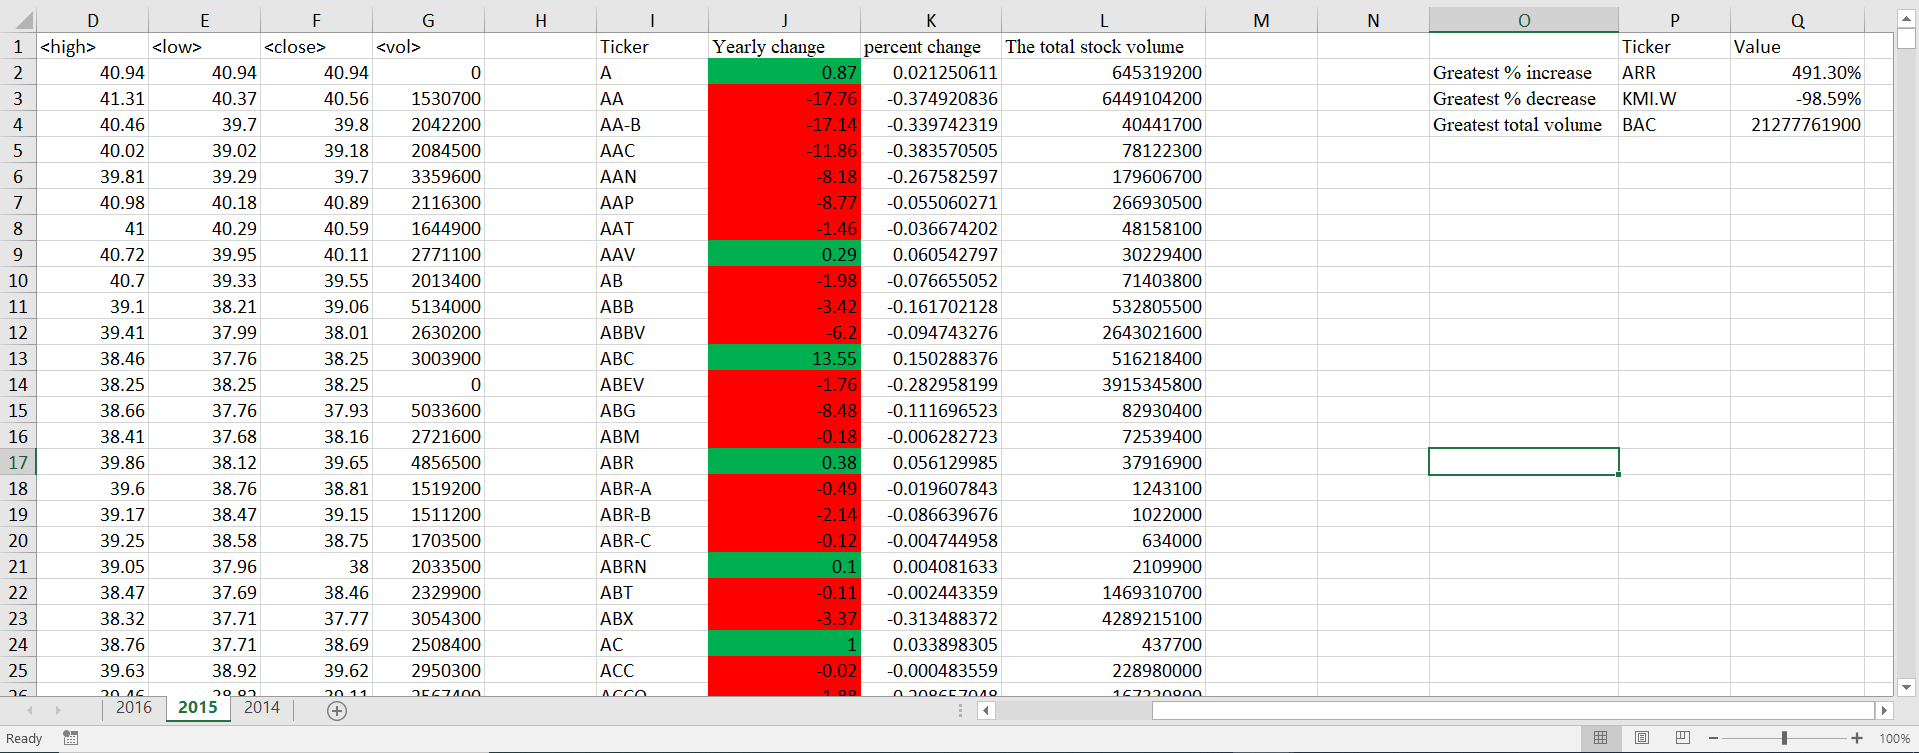 D E F G H I J K L M N O P Q
1 <high> <low> <close> <vol> Ticker Yearly change percent change The total stock volume Ticker Value
2 40.94 40.94 40.94 0 A 0.87 0.021250611 645319200 Greatest % increase ARR 491.30%
3 41.31 40.37 40.56 1530700 AA -17.76 -0.374920836 6449104200 Greatest % decrease KMI.W -98.59%
4 40.46 39.7 39.8 2042200 AA-B -17.14 -0.339742319 40441700 Greatest total volume BAC 21277761900
5 40.02 39.02 39.18 2084500 AAC -11.86 -0.383570505 78122300
6 39.81 39.29 39.7 3359600 AAN -8.18 -0.267582597 179606700
7 40.98 40.18 40.89 2116300 AAP -8.77 -0.055060271 266930500
8 41 40.29 40.59 1644900 AAT -1.46 -0.036674202 48158100
9 40.72 39.95 40.11 2771100 AAV 0.29 0.060542797 30229400
10 40.7 39.33 39.55 2013400 AB -1.98 -0.076655052 71403800
11 39.1 38.21 39.06 5134000 ABB -3.42 -0.161702128 532805500
12 39.41 37.99 38.01 2630200 ABBV -6.2 -0.094743276 2643021600
13 38.46 37.76 38.25 3003900 ABC 13.55 0.150288376 516218400
14 38.25 38.25 38.25 0 ABEV -1.76 -0.282958199 3915345800
15 38.66 37.76 37.93 5033600 ABG -8.48 -0.111696523 82930400
16 38.41 37.68 38.16 2721600 ABM -0.18 -0.006282723 72539400
17 39.86 38.12 39.65 4856500 ABR 0.38 0.056129985 37916900
18 39.6 38.76 38.81 1519200 ABR-A -0.49 -0.019607843 1243100
19 39.17 38.47 39.15 1511200 ABR-B -2.14 -0.086639676 1022000
20 39.25 38.58 38.75 1703500 ABR-C -0.12 -0.004744958 634000
21 39.05 37.96 38 2033500 ABRN 0.1 0.004081633 2109900
22 38.47 37.69 38.46 2329900 ABT -0.11 -0.002443359 1469310700
23 38.32 37.71 37.77 3054300 ABX -3.37 -0.313488372 4289215100
24 38.76 37.71 38.69 2508400 AC 1 0.033898305 437700
25 39.63 38.92 39.62 2950300 ACC -0.02 -0.000483559 228980000
2016 2015 2014
Ready 100%